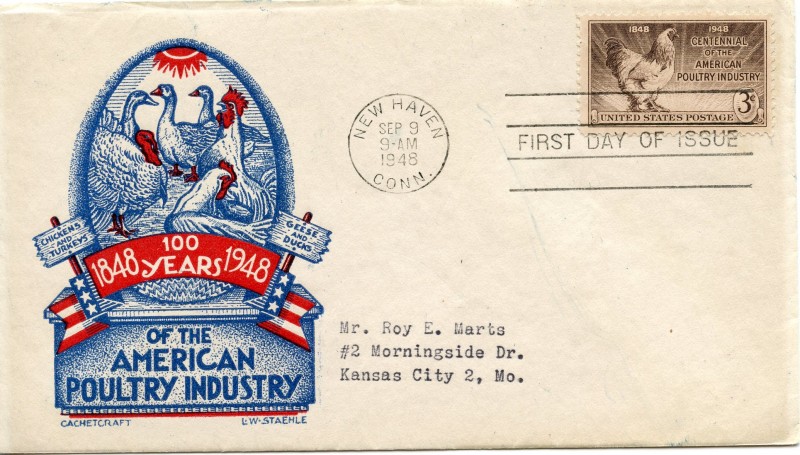 CHICKENS
AND
TURKEYS
GEESE
AND
DUCKS
100
1848 YEARS 1948
OF THE
AMERICAN
POULTRY INDUSTRY
CACHETCRAFT L.W. STAEHLE
NEW HAVEN
SEP 9
9-AM
1948
CONN.
1848 1948
CENTENNIAL
OF THE
AMERICAN
POULTRY INDUSTRY
3¢
UNITED STATES POSTAGE
FIRST DAY OF ISSUE
Mr. Roy E. Marts
#2 Morningside Dr.
Kansas City 2, Mo.